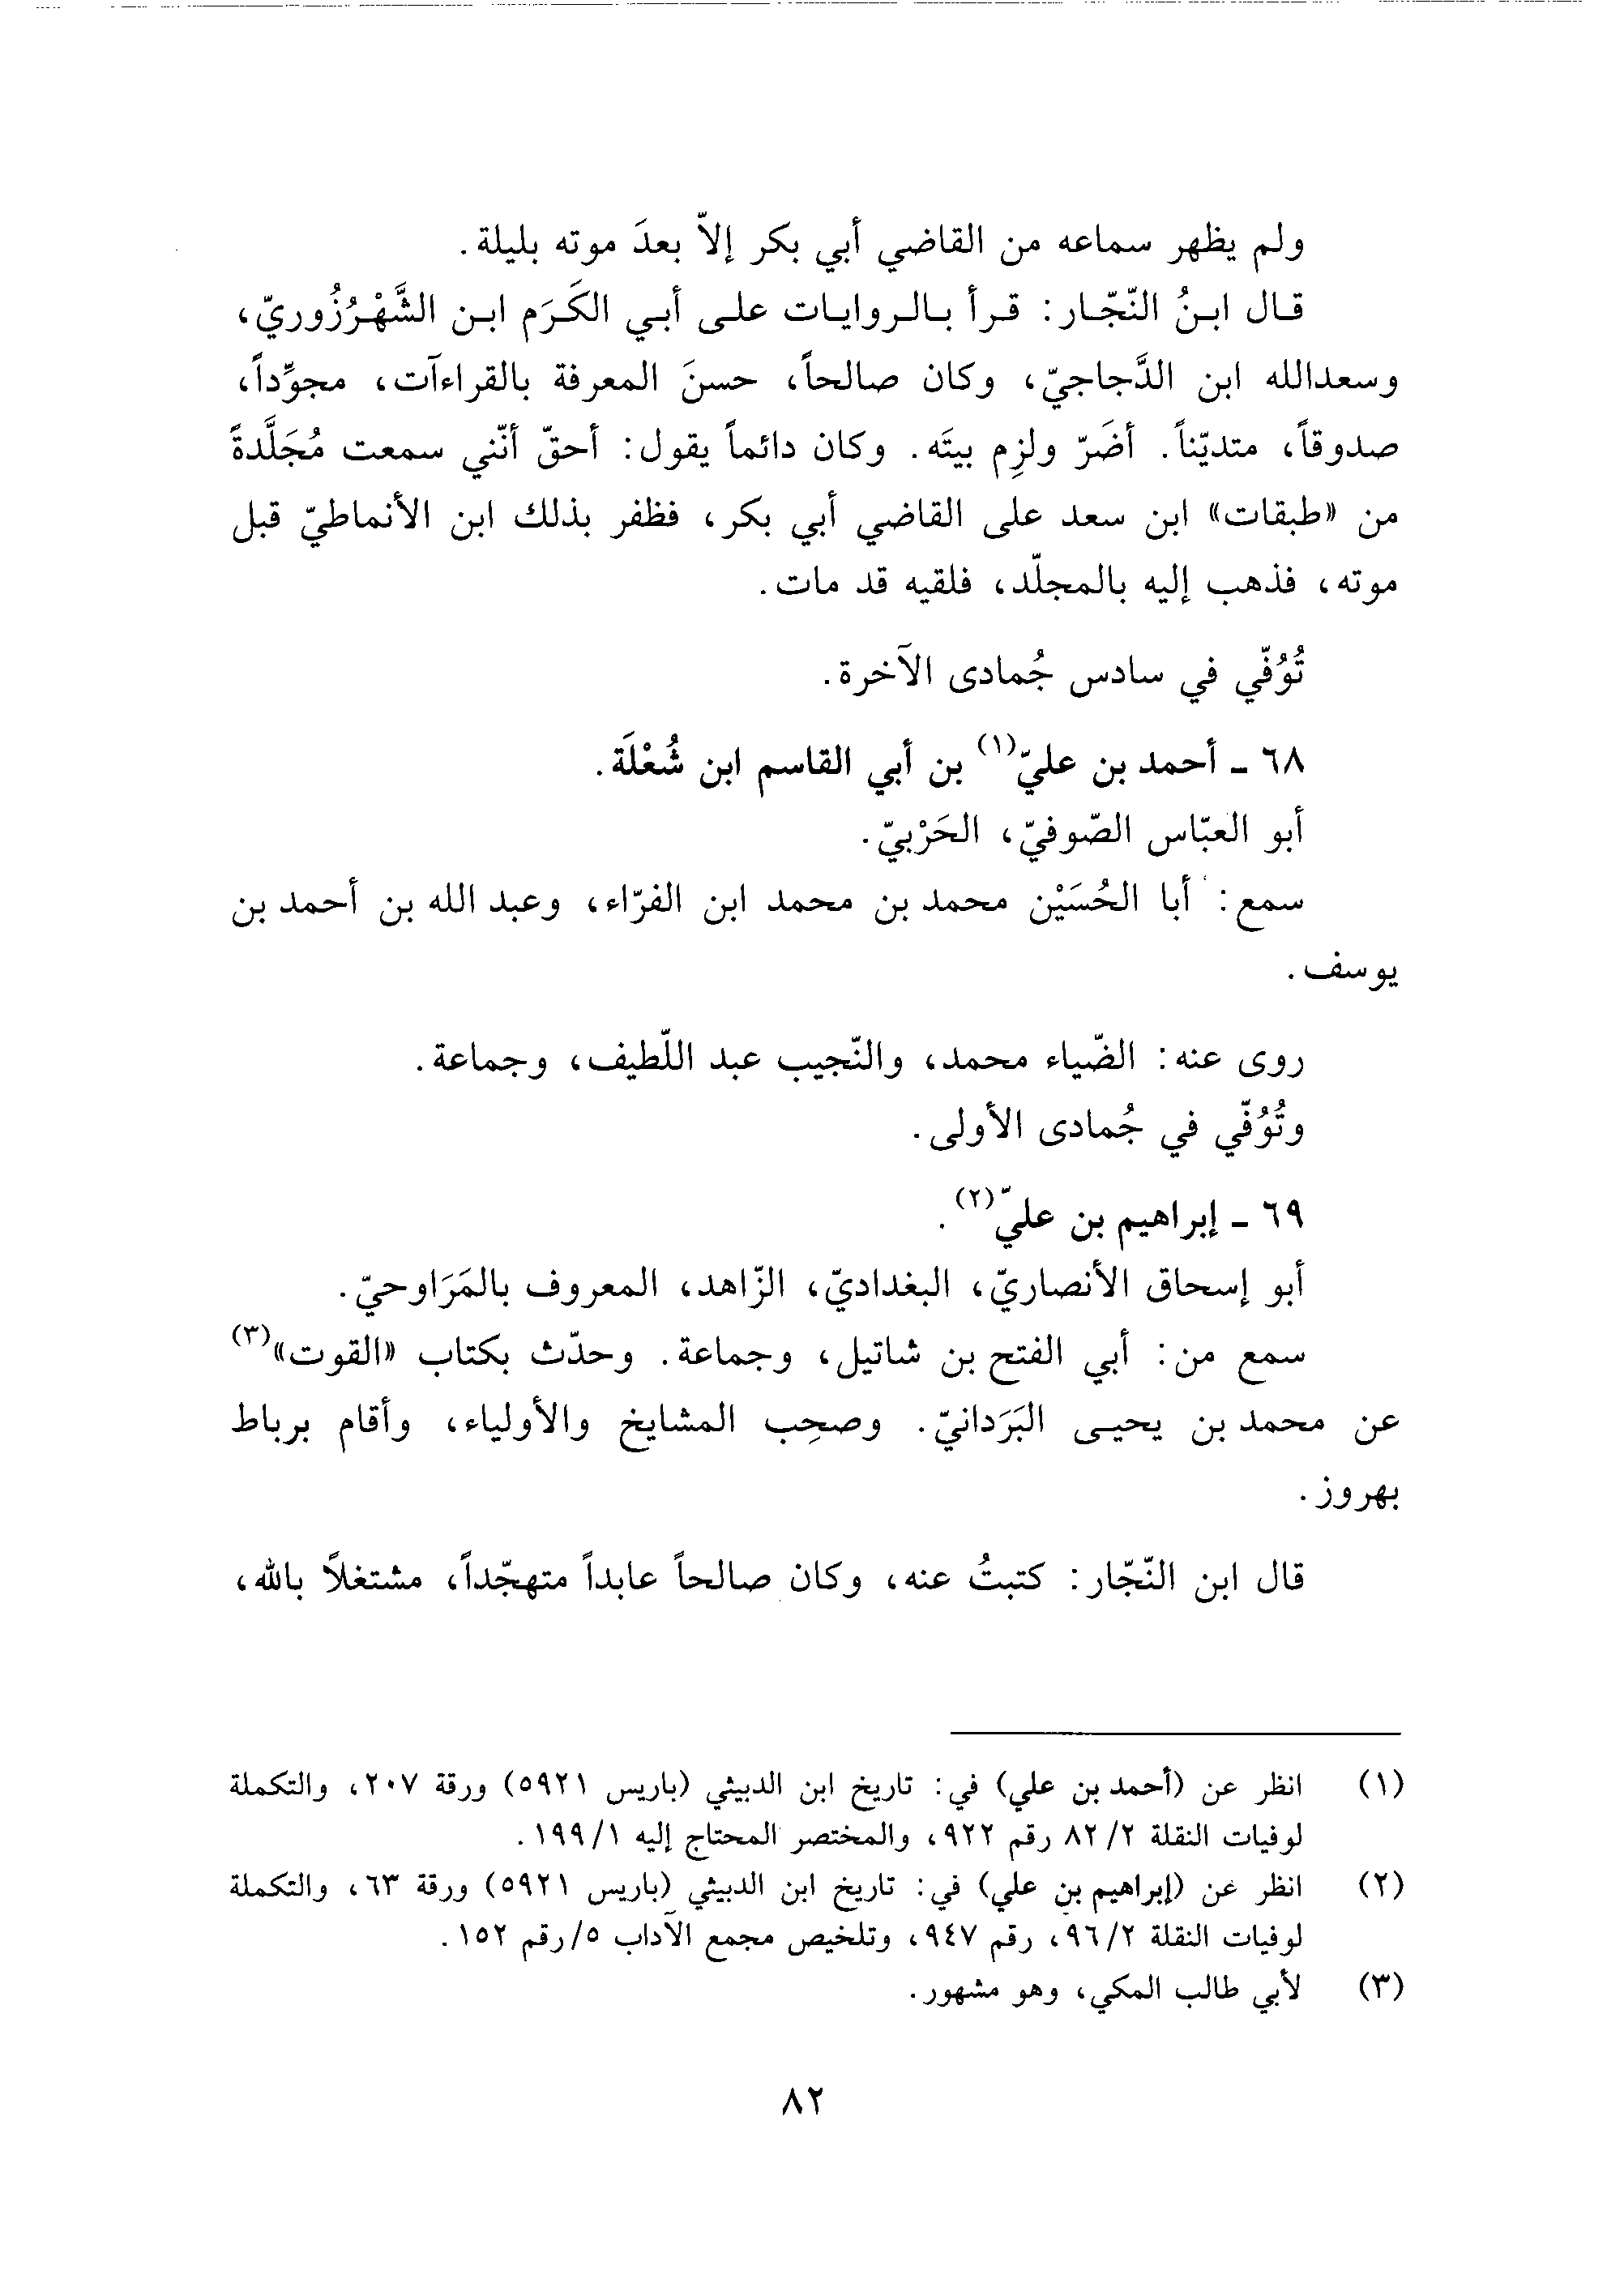 ولم يظهر سماعه من القاضي أبي بكر إلاّ بعدَ موته بليلة.
قال ابنُ النّجّار: قرأ بالروايات على أبي الكَرَم ابن الشَّهْرُزُوريّ،
وسعدالله ابن الدَّجاجيّ، وكان صالحاً، حسنَ المعرفة بالقراءآت، مجوِّداً،
صدوقاً، متديّناً. أضَرّ ولزِم بيتَه. وكان دائماً يقول: أحقّ أنّني سمعت مُجَلَّدةً
من «طبقات» ابن سعد على القاضي أبي بكر، فظفر بذلك ابن الأنماطيّ قبل
موته، فذهب إليه بالمجلّد، فلقيه قد مات.
تُوُفّي في سادس جُمادى الآخرة.
٦٨ ـ أحمد بن عليّ(١) بن أبي القاسم ابن شُعْلَة.
أبو العبّاس الصّوفيّ، الحَرْبيّ.
سمع: أبا الحُسَيْن محمد بن محمد ابن الفرّاء، وعبد الله بن أحمد بن
يوسف.
روى عنه: الضّياء محمد، والنّجيب عبد اللّطيف، وجماعة.
وتُوُفّي في جُمادى الأولى.
٦٩ ـ إبراهيم بن عليّ(٢).
أبو إسحاق الأنصاريّ، البغداديّ، الزّاهد، المعروف بالمَرَاوحيّ.
سمع من: أبي الفتح بن شاتيل، وجماعة. وحدّث بكتاب «القوت»(٣)
عن محمد بن يحيى البَرَدانيّ. وصحِب المشايخ والأولياء، وأقام برباط
بهروز.
قال ابن النّجّار: كتبتُ عنه، وكان صالحاً عابداً متهجّداً، مشتغلاً بالله،
(١) انظر عن (أحمد بن علي) في: تاريخ ابن الدبيثي (باريس ٥٩٢١) ورقة ٢٠٧، والتكملة
لوفيات النقلة ٨٢/٢ رقم ٩٢٢، والمختصر المحتاج إليه ١٩٩/١.
(٢) انظر عن (إبراهيم بن علي) في: تاريخ ابن الدبيثي (باريس ٥٩٢١) ورقة ٦٣، والتكملة
لوفيات النقلة ٩٦/٢، رقم ٩٤٧، وتلخيص مجمع الآداب ٥/رقم ١٥٢.
(٣) لأبي طالب المكي، وهو مشهور.
٨٢